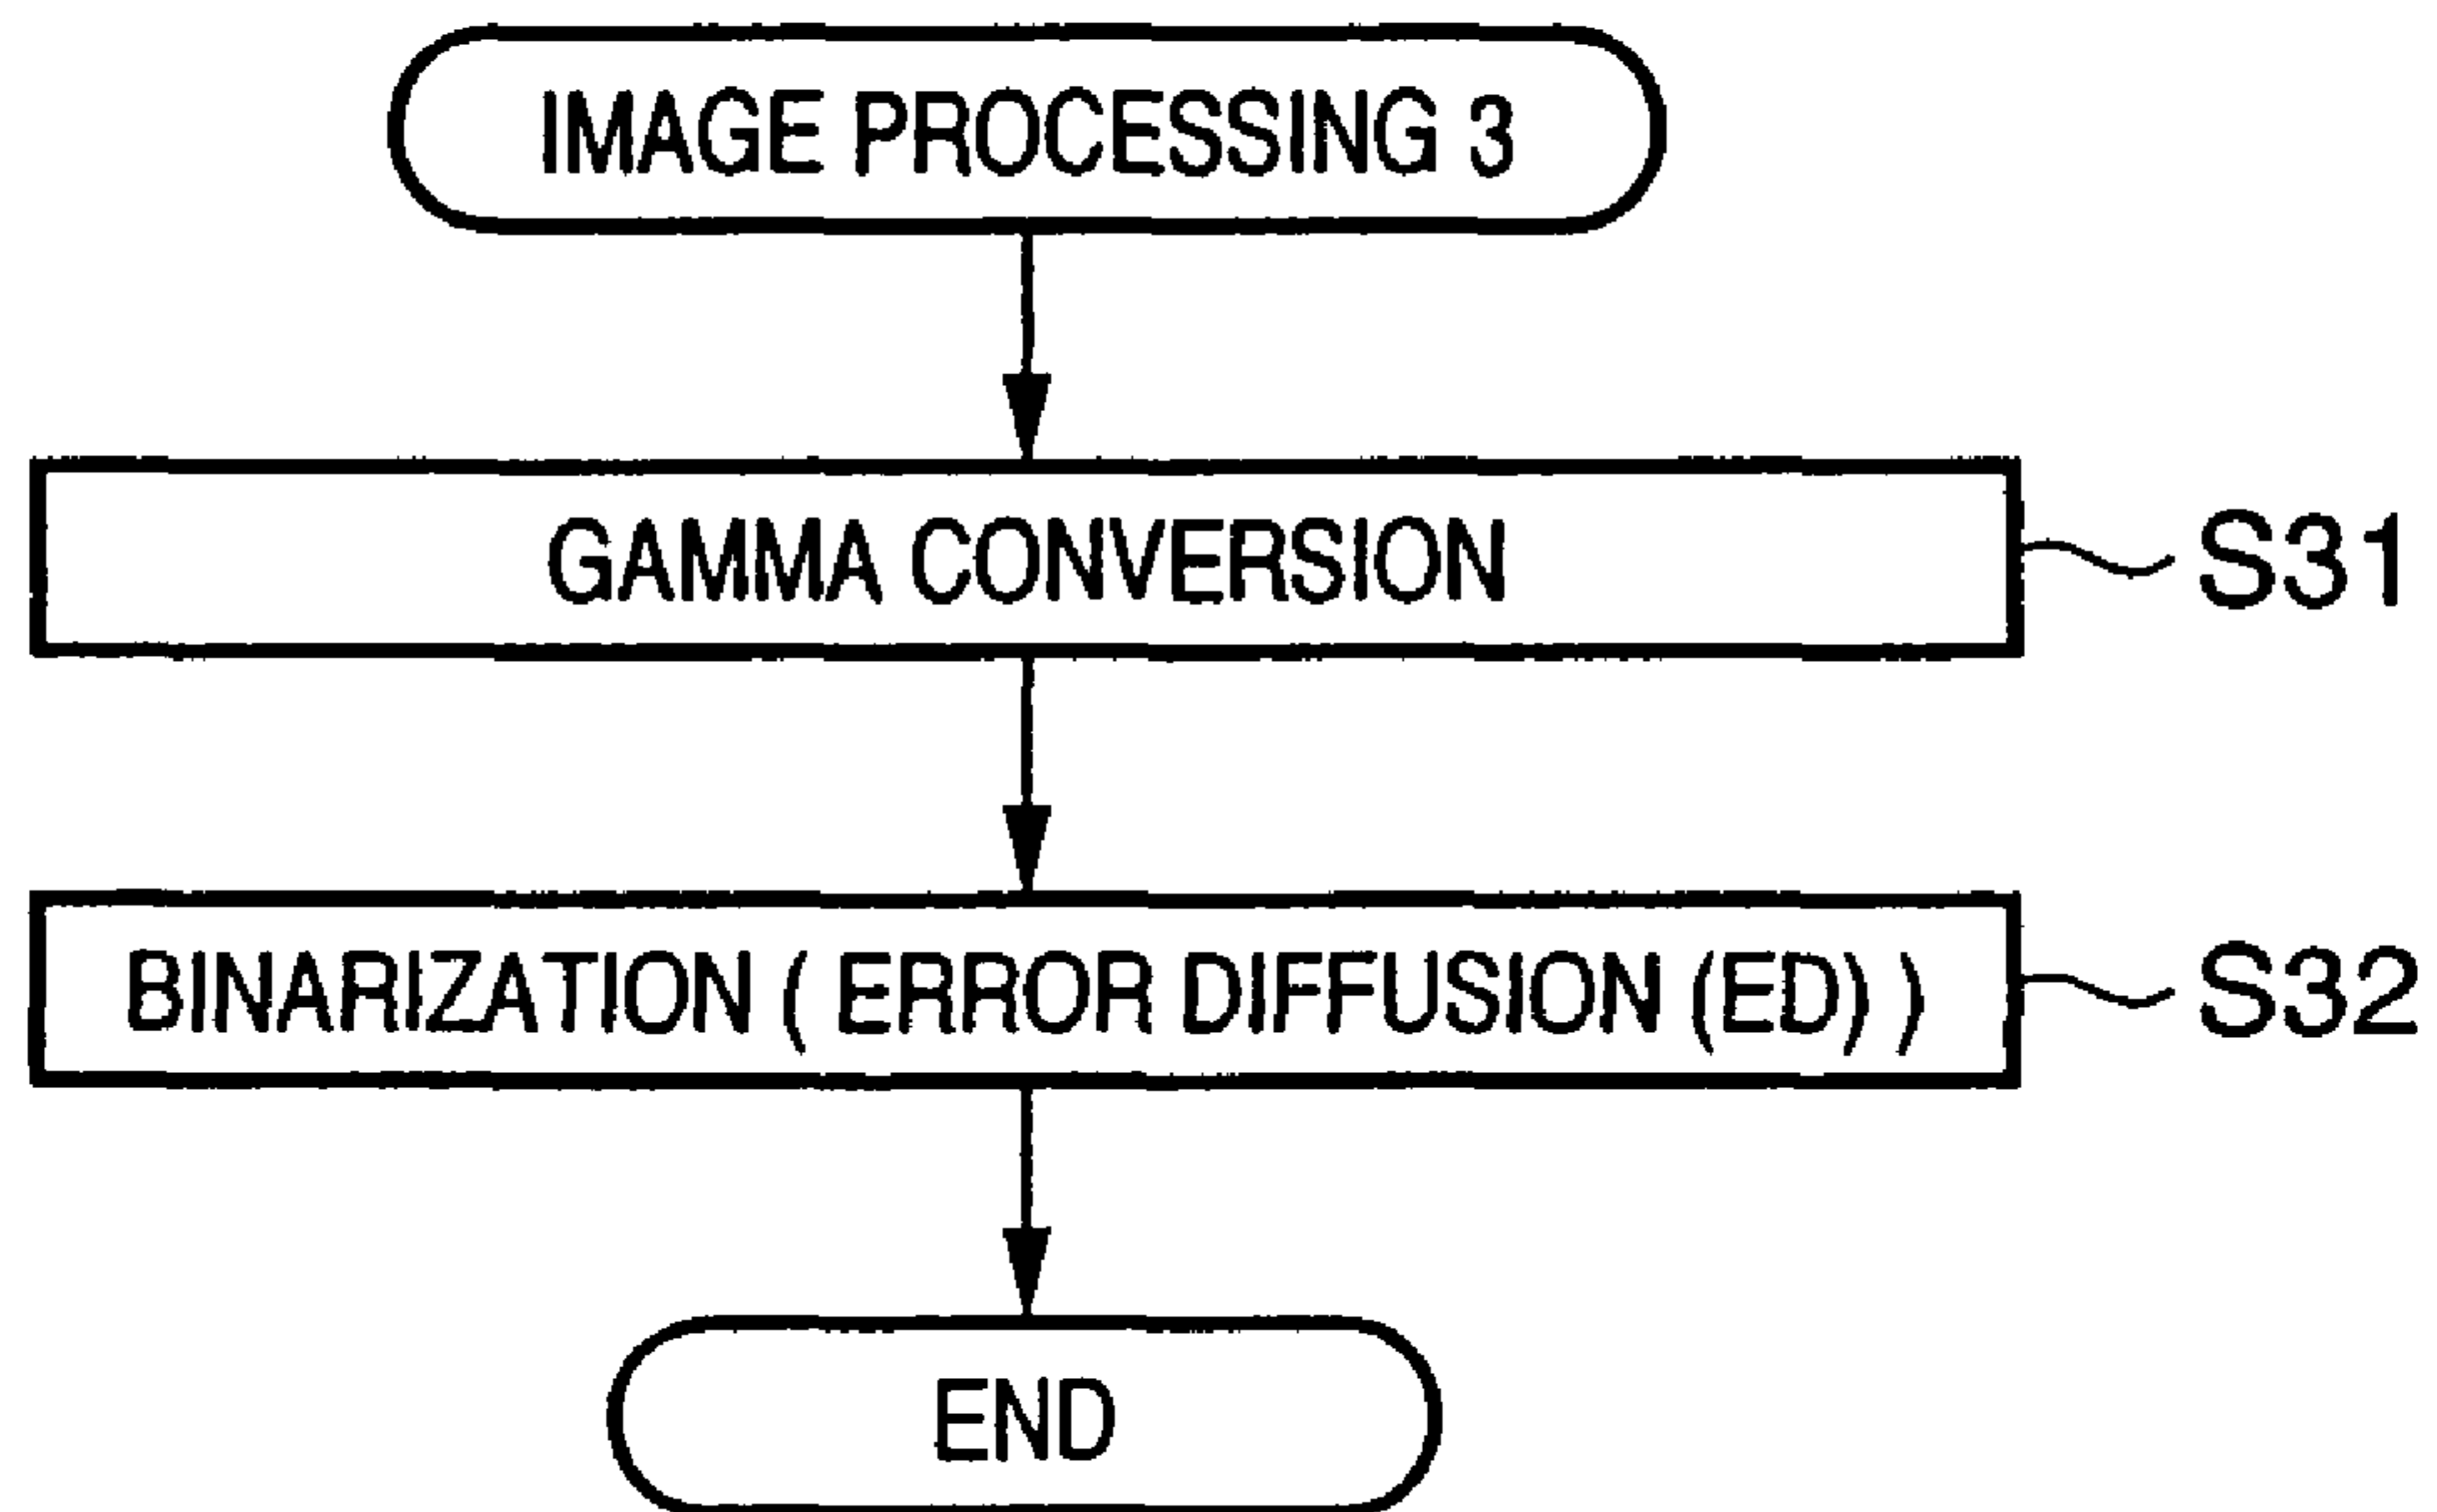 IMAGE PROCESSING 3
GAMMA CONVERSION
S31
BINARIZATION ( ERROR DIFFUSION (ED) )
S32
END